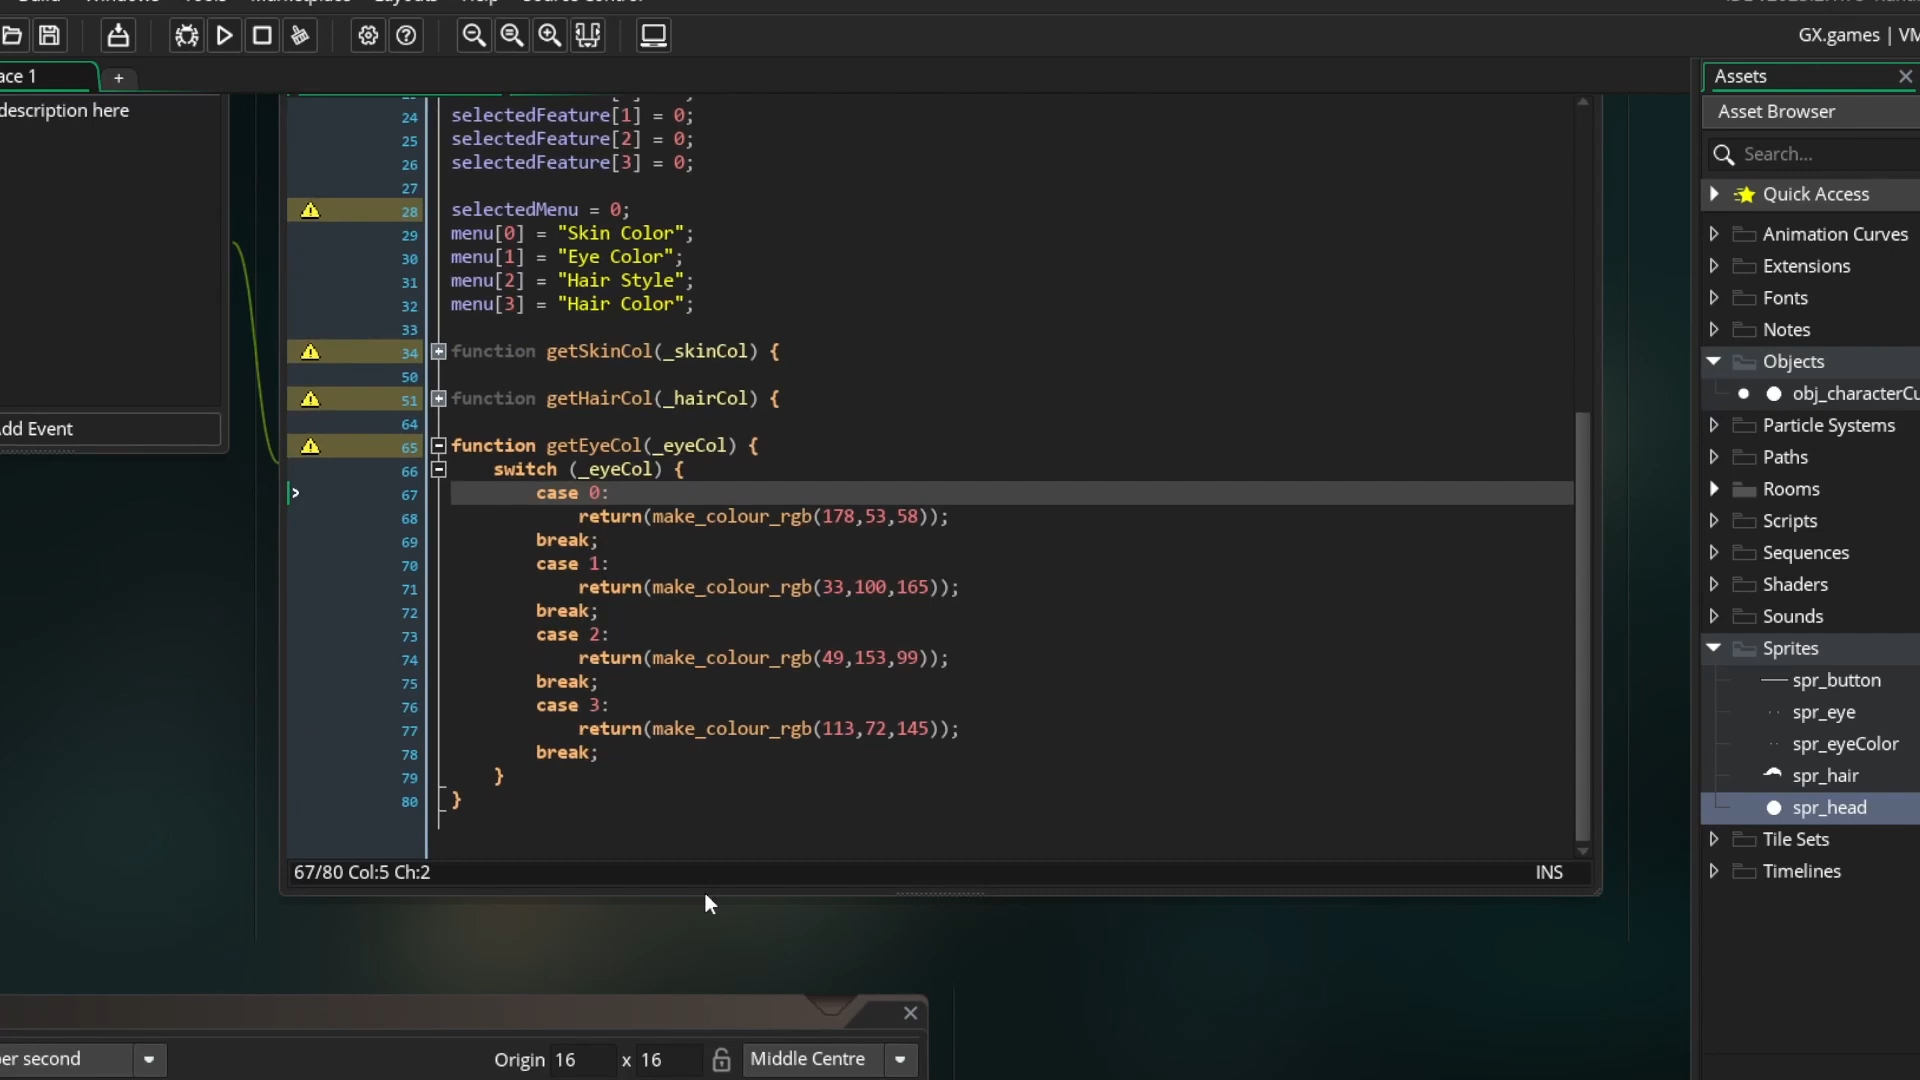 GX.games | VM
ace 1
+
description here
dd Event
24 selectedFeature[1] = 0;
25 selectedFeature[2] = 0;
26 selectedFeature[3] = 0;
27
28 selectedMenu = 0;
29 menu[0] = "Skin Color";
30 menu[1] = "Eye Color";
31 menu[2] = "Hair Style";
32 menu[3] = "Hair Color";
33
34 function getSkinCol(_skinCol) {
50
51 function getHairCol(_hairCol) {
64
65 function getEyeCol(_eyeCol) {
66 switch (_eyeCol) {
67 case 0:
68 return(make_colour_rgb(178,53,58));
69 break;
70 case 1:
71 return(make_colour_rgb(33,100,165));
72 break;
73 case 2:
74 return(make_colour_rgb(49,153,99));
75 break;
76 case 3:
77 return(make_colour_rgb(113,72,145));
78 break;
79 }
80 }
67/80 Col:5 Ch:2 INS
er second
Origin 16 x 16 Middle Centre
Assets
Asset Browser
Search...
Quick Access
Animation Curves
Extensions
Fonts
Notes
Objects
obj_characterCu
Particle Systems
Paths
Rooms
Scripts
Sequences
Shaders
Sounds
Sprites
spr_button
spr_eye
spr_eyeColor
spr_hair
spr_head
Tile Sets
Timelines